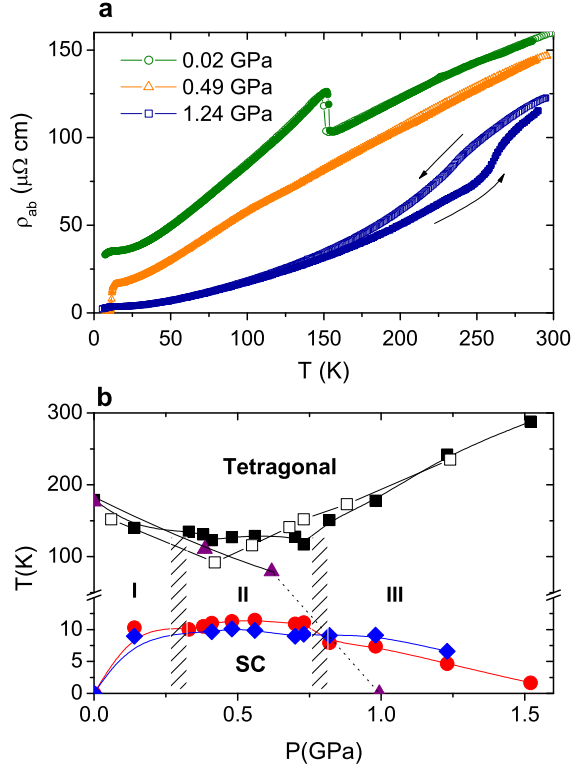 a
150
100
50
0
ρab (μΩ cm)
0.02 GPa
0.49 GPa
1.24 GPa
0 50 100 150 200 250 300
T (K)
b
300
200
100
10
5
0
T(K)
Tetragonal
I II III
SC
0.0 0.5 1.0 1.5
P(GPa)